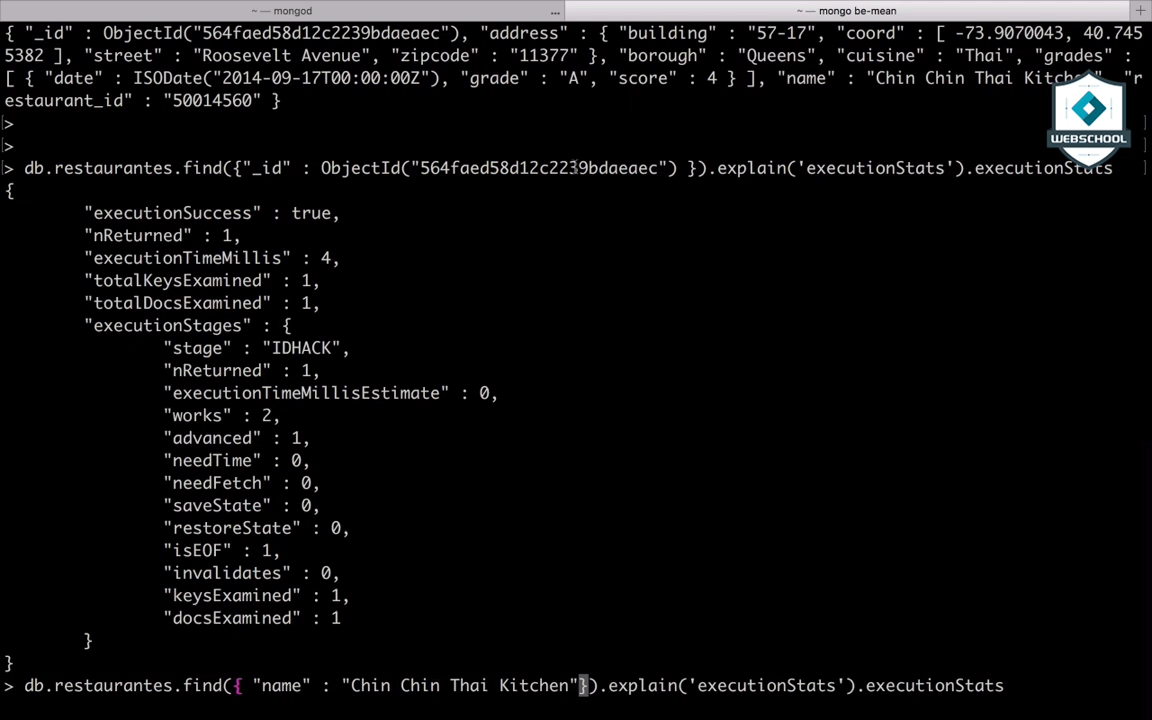 ~ — mongod
...
~ — mongo be-mean
+
{ "_id" : ObjectId("564faed58d12c2239bdaeaec"), "address" : { "building" : "57-17", "coord" : [ -73.9070043, 40.745
5382 ], "street" : "Roosevelt Avenue", "zipcode" : "11377" }, "borough" : "Queens", "cuisine" : "Thai", "grades" :
[ { "date" : ISODate("2014-09-17T00:00:00Z"), "grade" : "A", "score" : 4 } ], "name" : "Chin Chin Thai Kitchen", "r
estaurant_id" : "50014560" }
>
>
> db.restaurantes.find({"_id" : ObjectId("564faed58d12c2239bdaeaec") }).explain('executionStats').executionStats
{
"executionSuccess" : true,
"nReturned" : 1,
"executionTimeMillis" : 4,
"totalKeysExamined" : 1,
"totalDocsExamined" : 1,
"executionStages" : {
"stage" : "IDHACK",
"nReturned" : 1,
"executionTimeMillisEstimate" : 0,
"works" : 2,
"advanced" : 1,
"needTime" : 0,
"needFetch" : 0,
"saveState" : 0,
"restoreState" : 0,
"isEOF" : 1,
"invalidates" : 0,
"keysExamined" : 1,
"docsExamined" : 1
}
}
> db.restaurantes.find({ "name" : "Chin Chin Thai Kitchen"}).explain('executionStats').executionStats
WEBSCHOOL